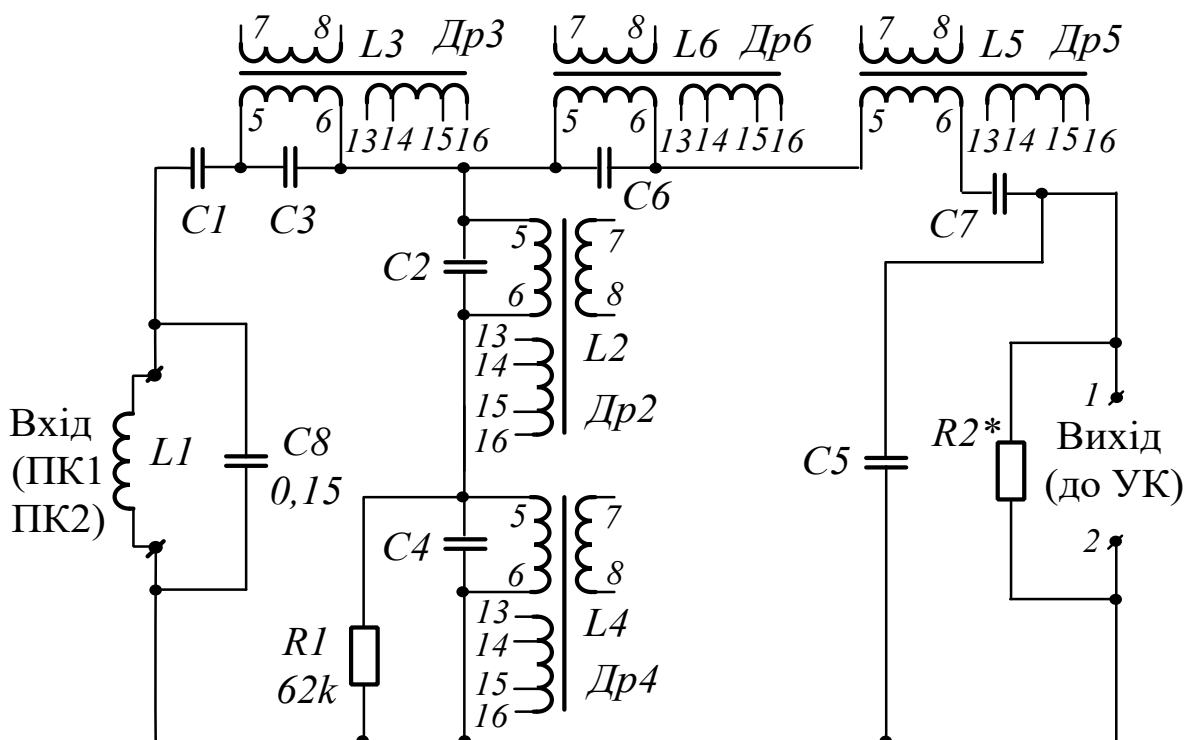 7 8 L3 Др3
5 6 13 14 15 16
7 8 L6 Др6
5 6 13 14 15 16
7 8 L5 Др5
5 6 13 14 15 16
C1 C3 C6 C7
5 7
C2
6 8
13
14 L2
15 Др2
16
Вхід
(ПК1
ПК2)
L1
C8
0,15
C5
R2*
1
Вихід
(до УК)
2
5 7
C4
6 8
13
14 L4
15 Др4
16
R1
62k